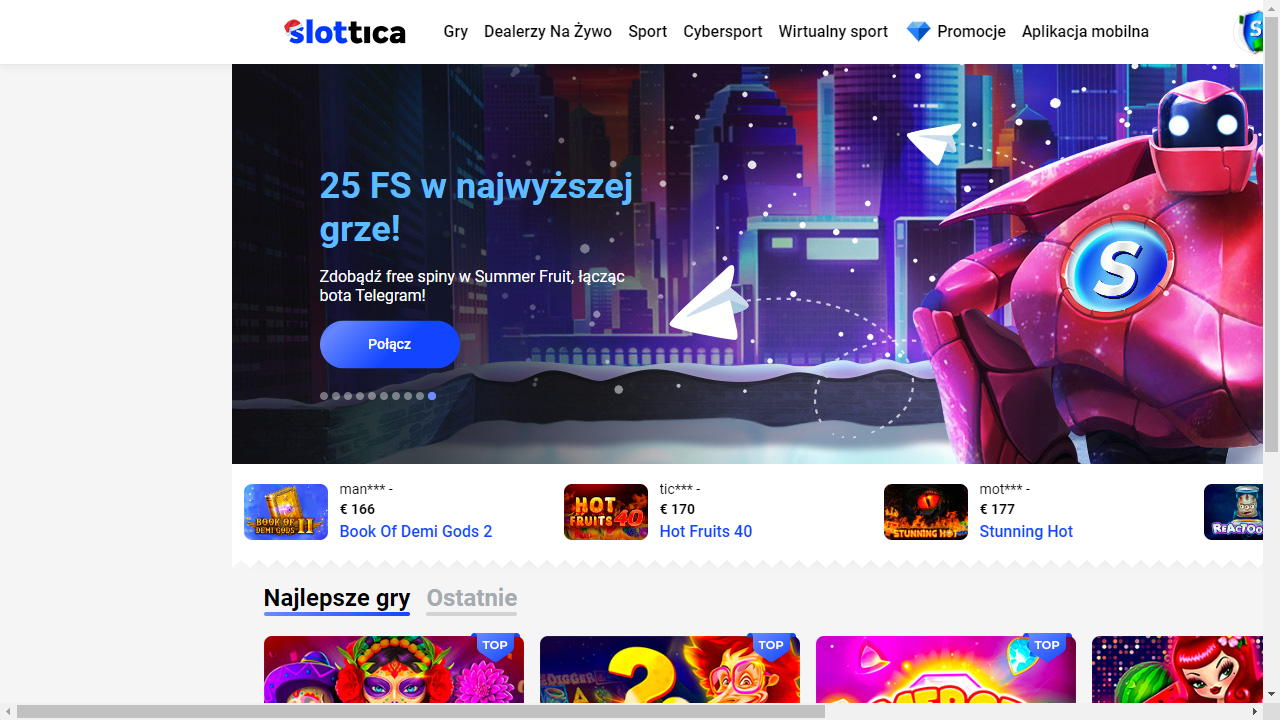 slottica
Gry Dealerzy Na Żywo Sport Cybersport Wirtualny sport Promocje Aplikacja mobilna
S
25 FS w najwyższej
grze!
Zdobądź free spiny w Summer Fruit, łącząc
bota Telegram!
Połącz
S
man*** -
€ 166
Book Of Demi Gods 2
BOOK OF
DEMI GODS II
tic*** -
€ 170
Hot Fruits 40
HOT
FRUITS 40
mot*** -
€ 177
Stunning Hot
STUNNING HOT
REACTOO
Najlepsze gry Ostatnie
TOP
TOP
TOP
DIGGER